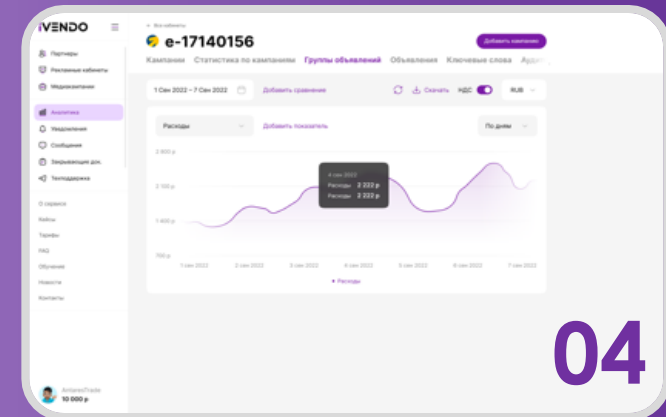 iVENDO
Партнеры
Рекламные кабинеты
Медиакампании
Аналитика
Уведомления
Сообщения
Закрывающие док.
Техподдержка
О сервисе
Кейсы
Тарифы
FAQ
Обучение
Новости
Контакты
AntaresTrade
10 000 р
Все кабинеты
e-17140156
Добавить кампанию
Кампании Статистика по кампаниям Группы объявлений Объявления Ключевые слова
1 Сен 2022 – 7 Сен 2022 Добавить сравнение Скачать НДС RUB
Расходы Добавить показатель По дням
2 800 р
2 100 р
1 400 р
700 р
4 сен 2022
Расходы 2 222 р
Расходы 2 222 р
1 сен 2022 2 сен 2022 3 сен 2022 4 сен 2022 5 сен 2022 6 сен 2022 7 сен 2022
Расходы
04